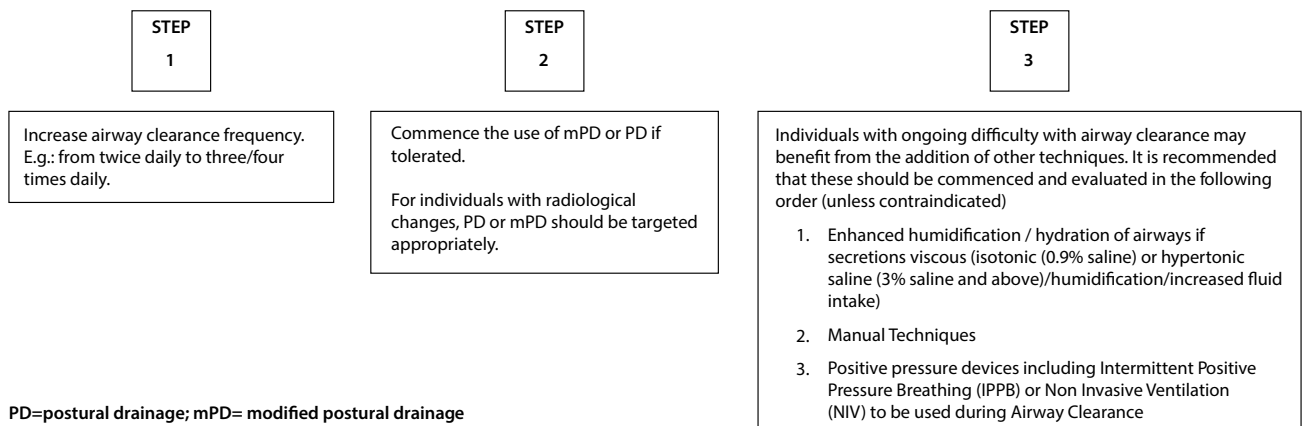 STEP
1
Increase airway clearance frequency.
E.g.: from twice daily to three/four
times daily.
STEP
2
Commence the use of mPD or PD if
tolerated.
For individuals with radiological
changes, PD or mPD should be targeted
appropriately.
STEP
3
Individuals with ongoing difficulty with airway clearance may
benefit from the addition of other techniques. It is recommended
that these should be commenced and evaluated in the following
order (unless contraindicated)
1. Enhanced humidification / hydration of airways if
secretions viscous (isotonic (0.9% saline) or hypertonic
saline (3% saline and above)/humidification/increased fluid
intake)
2. Manual Techniques
3. Positive pressure devices including Intermittent Positive
Pressure Breathing (IPPB) or Non Invasive Ventilation
(NIV) to be used during Airway Clearance
PD=postural drainage; mPD= modified postural drainage